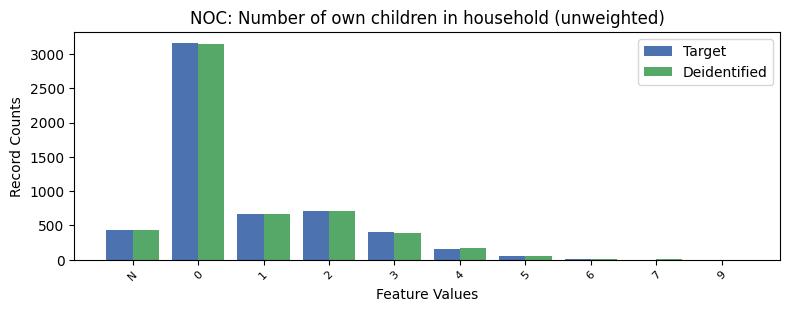 NOC: Number of own children in household (unweighted)
Target
Deidentified
Record Counts
3000
2500
2000
1500
1000
500
0
N 0 1 2 3 4 5 6 7 9
Feature Values